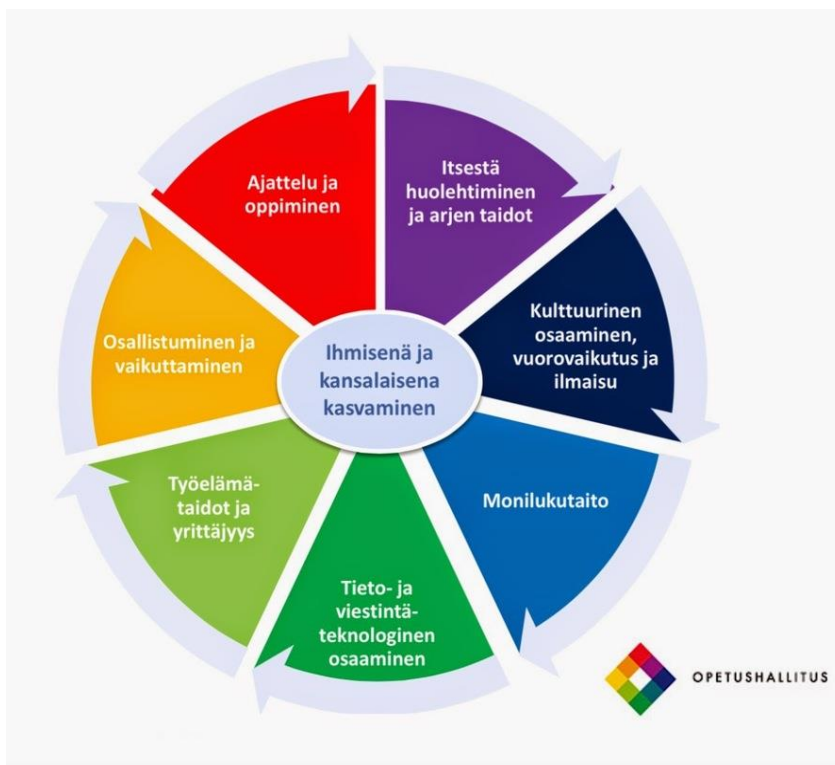 Ajattelu ja
oppiminen
Itsestä
huolehtiminen
ja arjen taidot
Kulttuurinen
osaaminen,
vuorovaikutus ja
ilmaisu
Monilukutaito
Tieto- ja
viestintä-
teknologinen
osaaminen
Työelämä-
taidot ja
yrittäjyys
Osallistuminen ja
vaikuttaminen
Ihmisenä ja
kansalaisena
kasvaminen
OPETUSHALLITUS